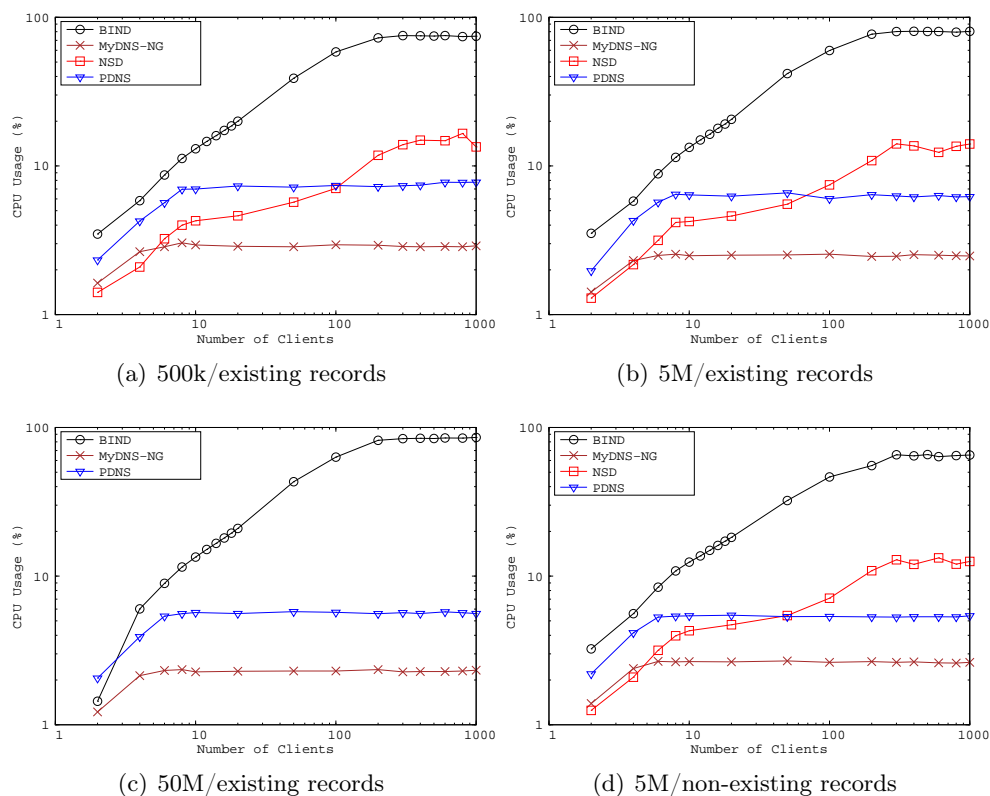 100
10
1
1
10
100
1000
CPU Usage (%)
Number of Clients
BIND
MyDNS-NG
NSD
PDNS
(a) 500k/existing records
100
10
1
1
10
100
1000
CPU Usage (%)
Number of Clients
BIND
MyDNS-NG
NSD
PDNS
(b) 5M/existing records
100
10
1
1
10
100
1000
CPU Usage (%)
Number of Clients
BIND
MyDNS-NG
PDNS
(c) 50M/existing records
100
10
1
1
10
100
1000
CPU Usage (%)
Number of Clients
BIND
MyDNS-NG
NSD
PDNS
(d) 5M/non-existing records